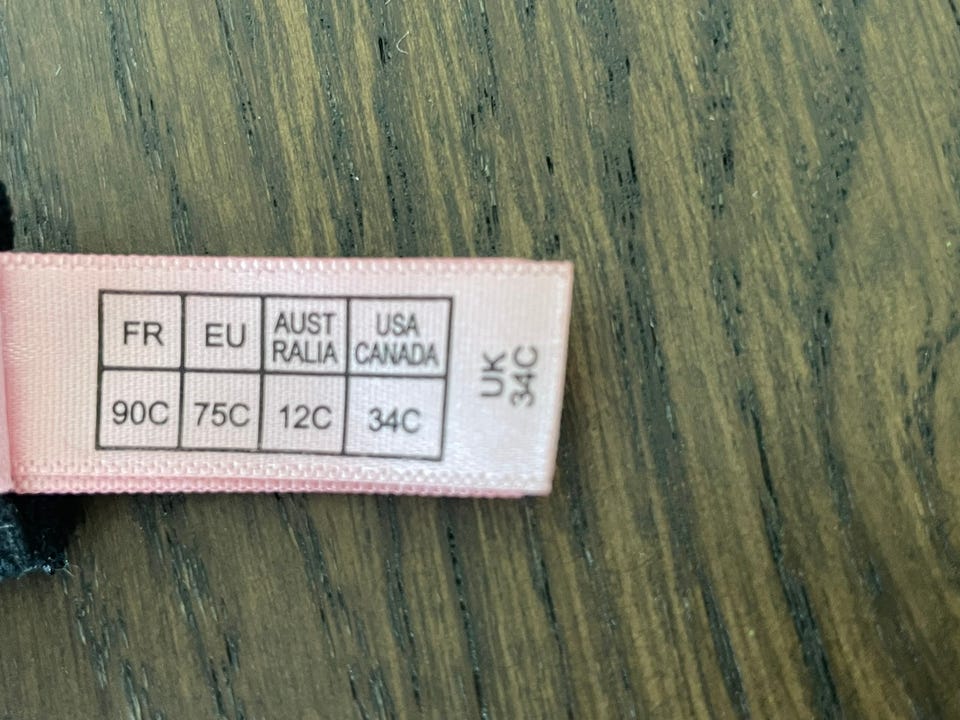 FR EU AUST RALIA USA CANADA
90C 75C 12C 34C
UK
34C